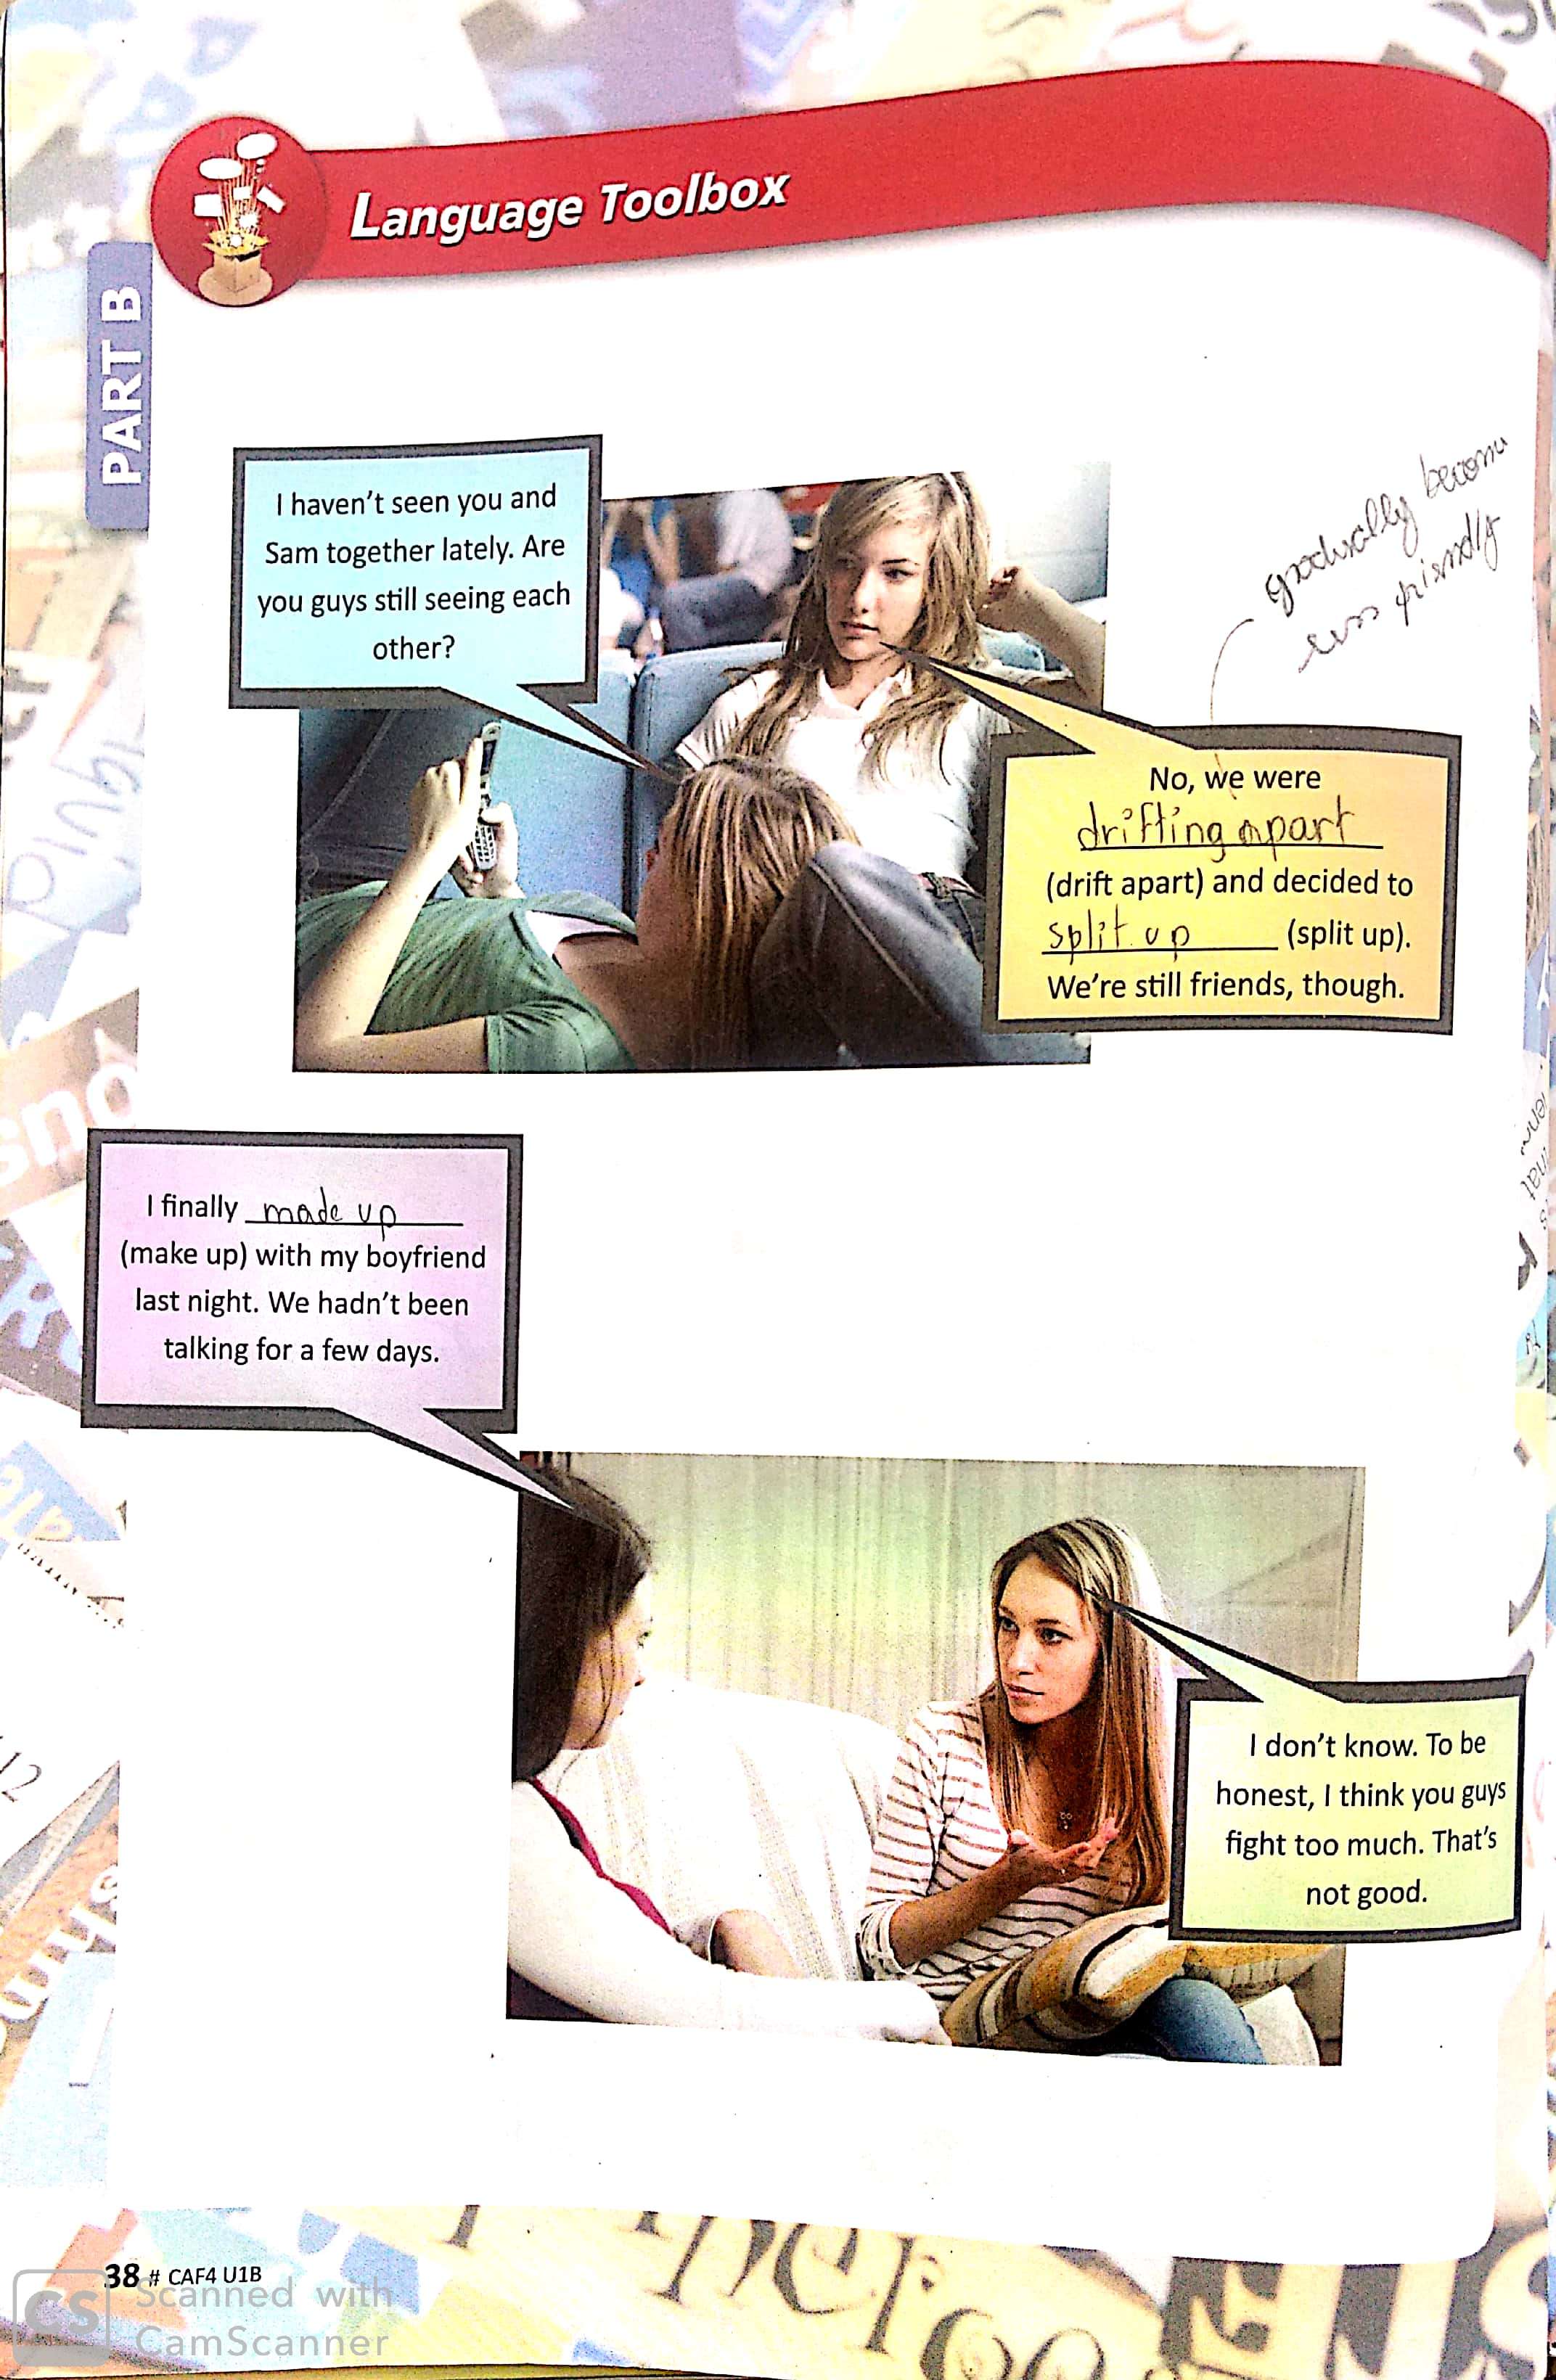 Language Toolbox
PART B
I haven't seen you and
Sam together lately. Are
you guys still seeing each
other?
gradually become
less friendly
No, we were
drifting apart
(drift apart) and decided to
split up (split up).
We're still friends, though.
I finally made up
(make up) with my boyfriend
last night. We hadn't been
talking for a few days.
I don't know. To be
honest, I think you guys
fight too much. That's
not good.
38 # CAF4 U1B
CS Scanned with
CamScanner